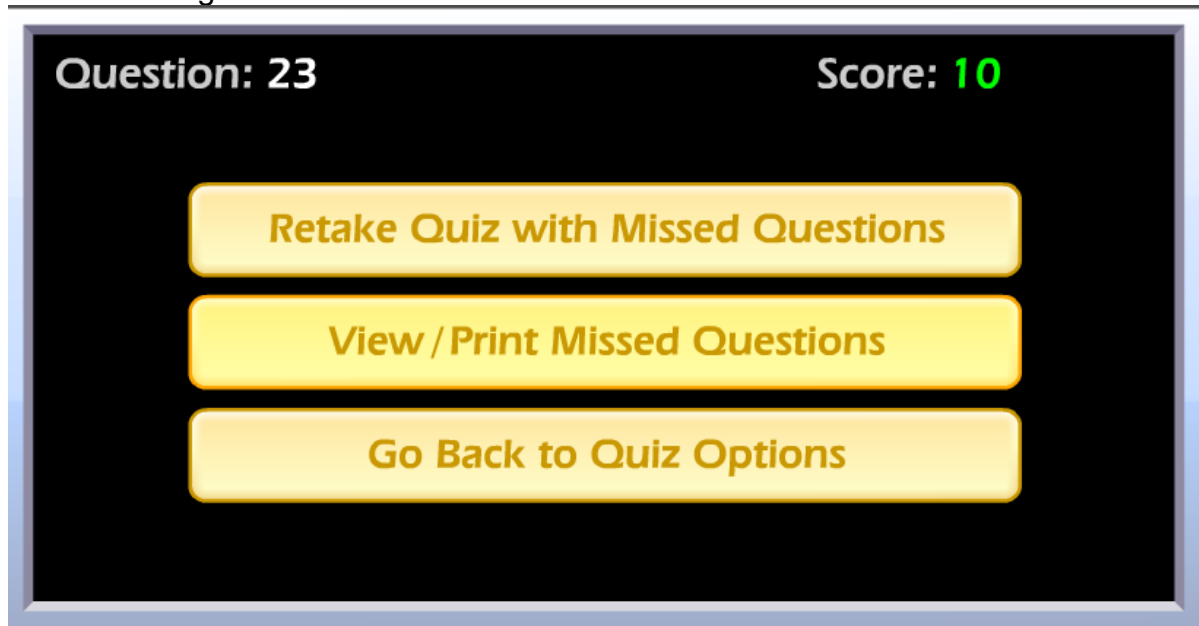 Question: 23 Score: 10
Retake Quiz with Missed Questions
View / Print Missed Questions
Go Back to Quiz Options